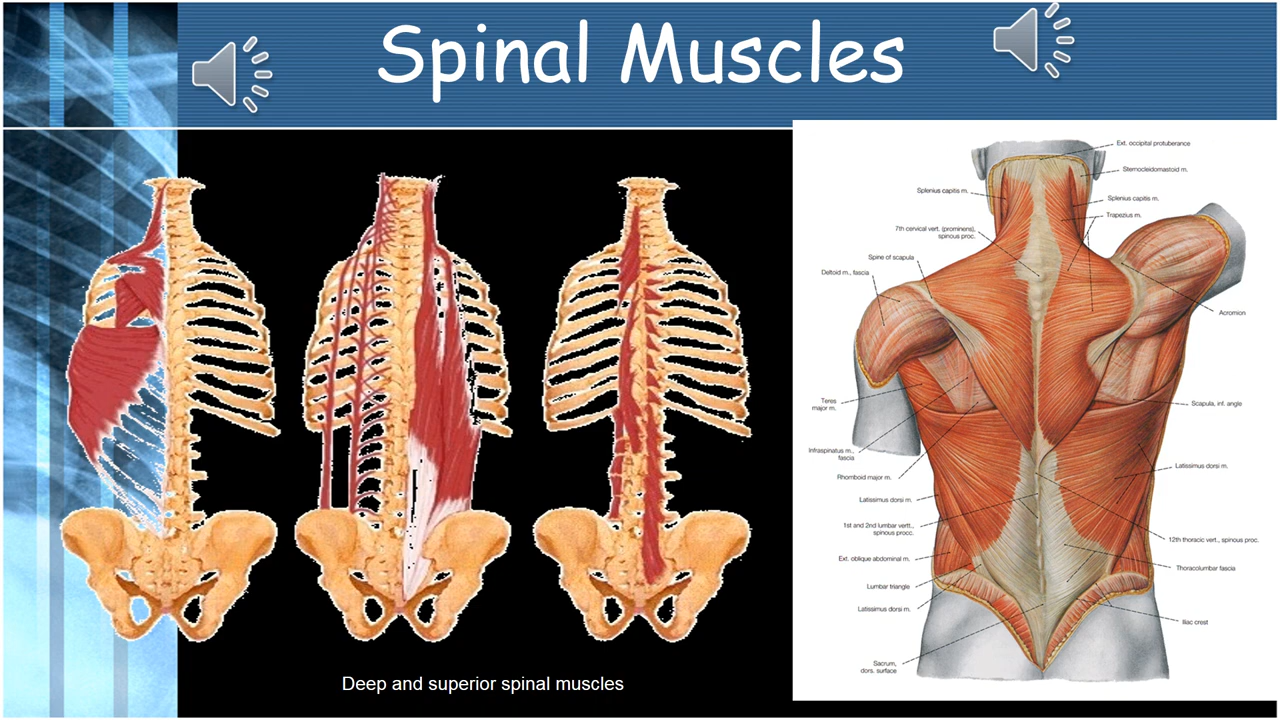 Spinal Muscles
Deep and superior spinal muscles
Ext. occipital protuberance
Sternocleidomastoid m.
Splenius capitis m.
Splenius capitis m.
Trapezius m.
7th cervical vert. (prominens),
spinous proc.
Spine of scapula
Deltoid m., fascia
Acromion
Teres
major m.
Scapula, inf. angle
Infraspinatus m.,
fascia
Latissimus dorsi m.
Rhomboid major m.
Latissimus dorsi m.
1st and 2nd lumbar vertt.,
spinous procc.
12th thoracic vert., spinous proc.
Ext. oblique abdominal m.
Thoracolumbar fascia
Lumbar triangle
Latissimus dorsi m.
Iliac crest
Sacrum,
dors. surface